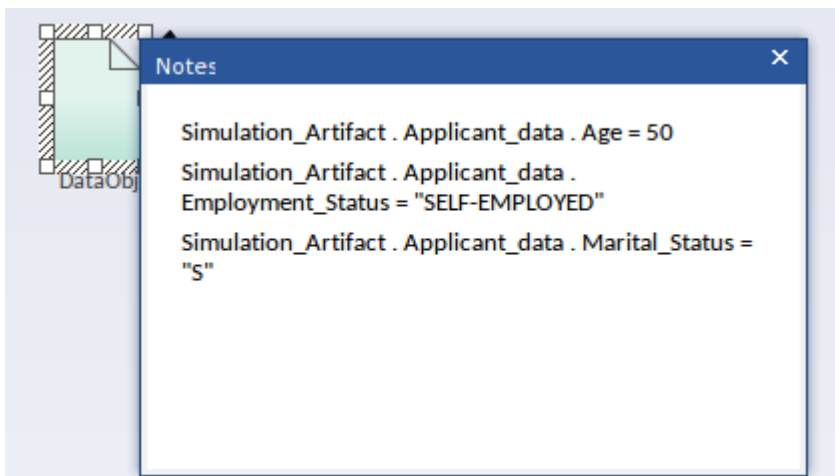 Notes
Simulation_Artifact . Applicant_data . Age = 50
Simulation_Artifact . Applicant_data .
Employment_Status = "SELF-EMPLOYED"
Simulation_Artifact . Applicant_data . Marital_Status =
"S"
DataObj